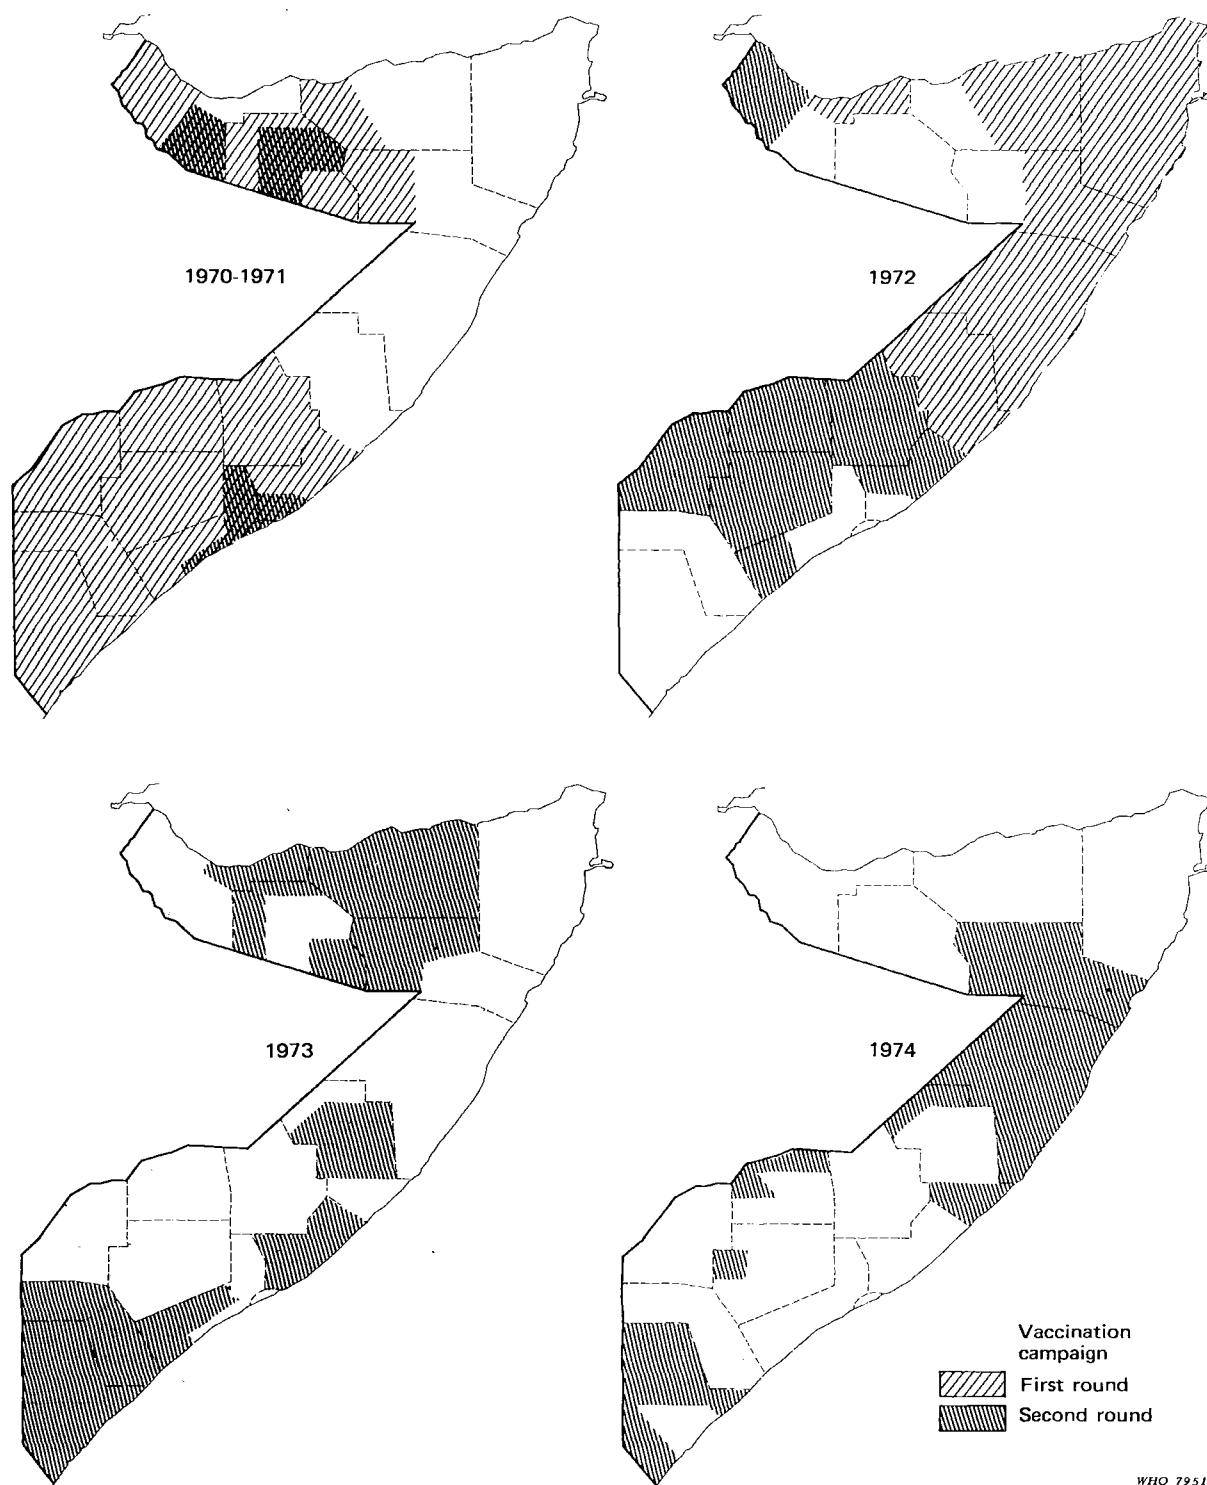 1970-1971
1972
1973
1974
Vaccination
campaign
First round
Second round
WHO 7951